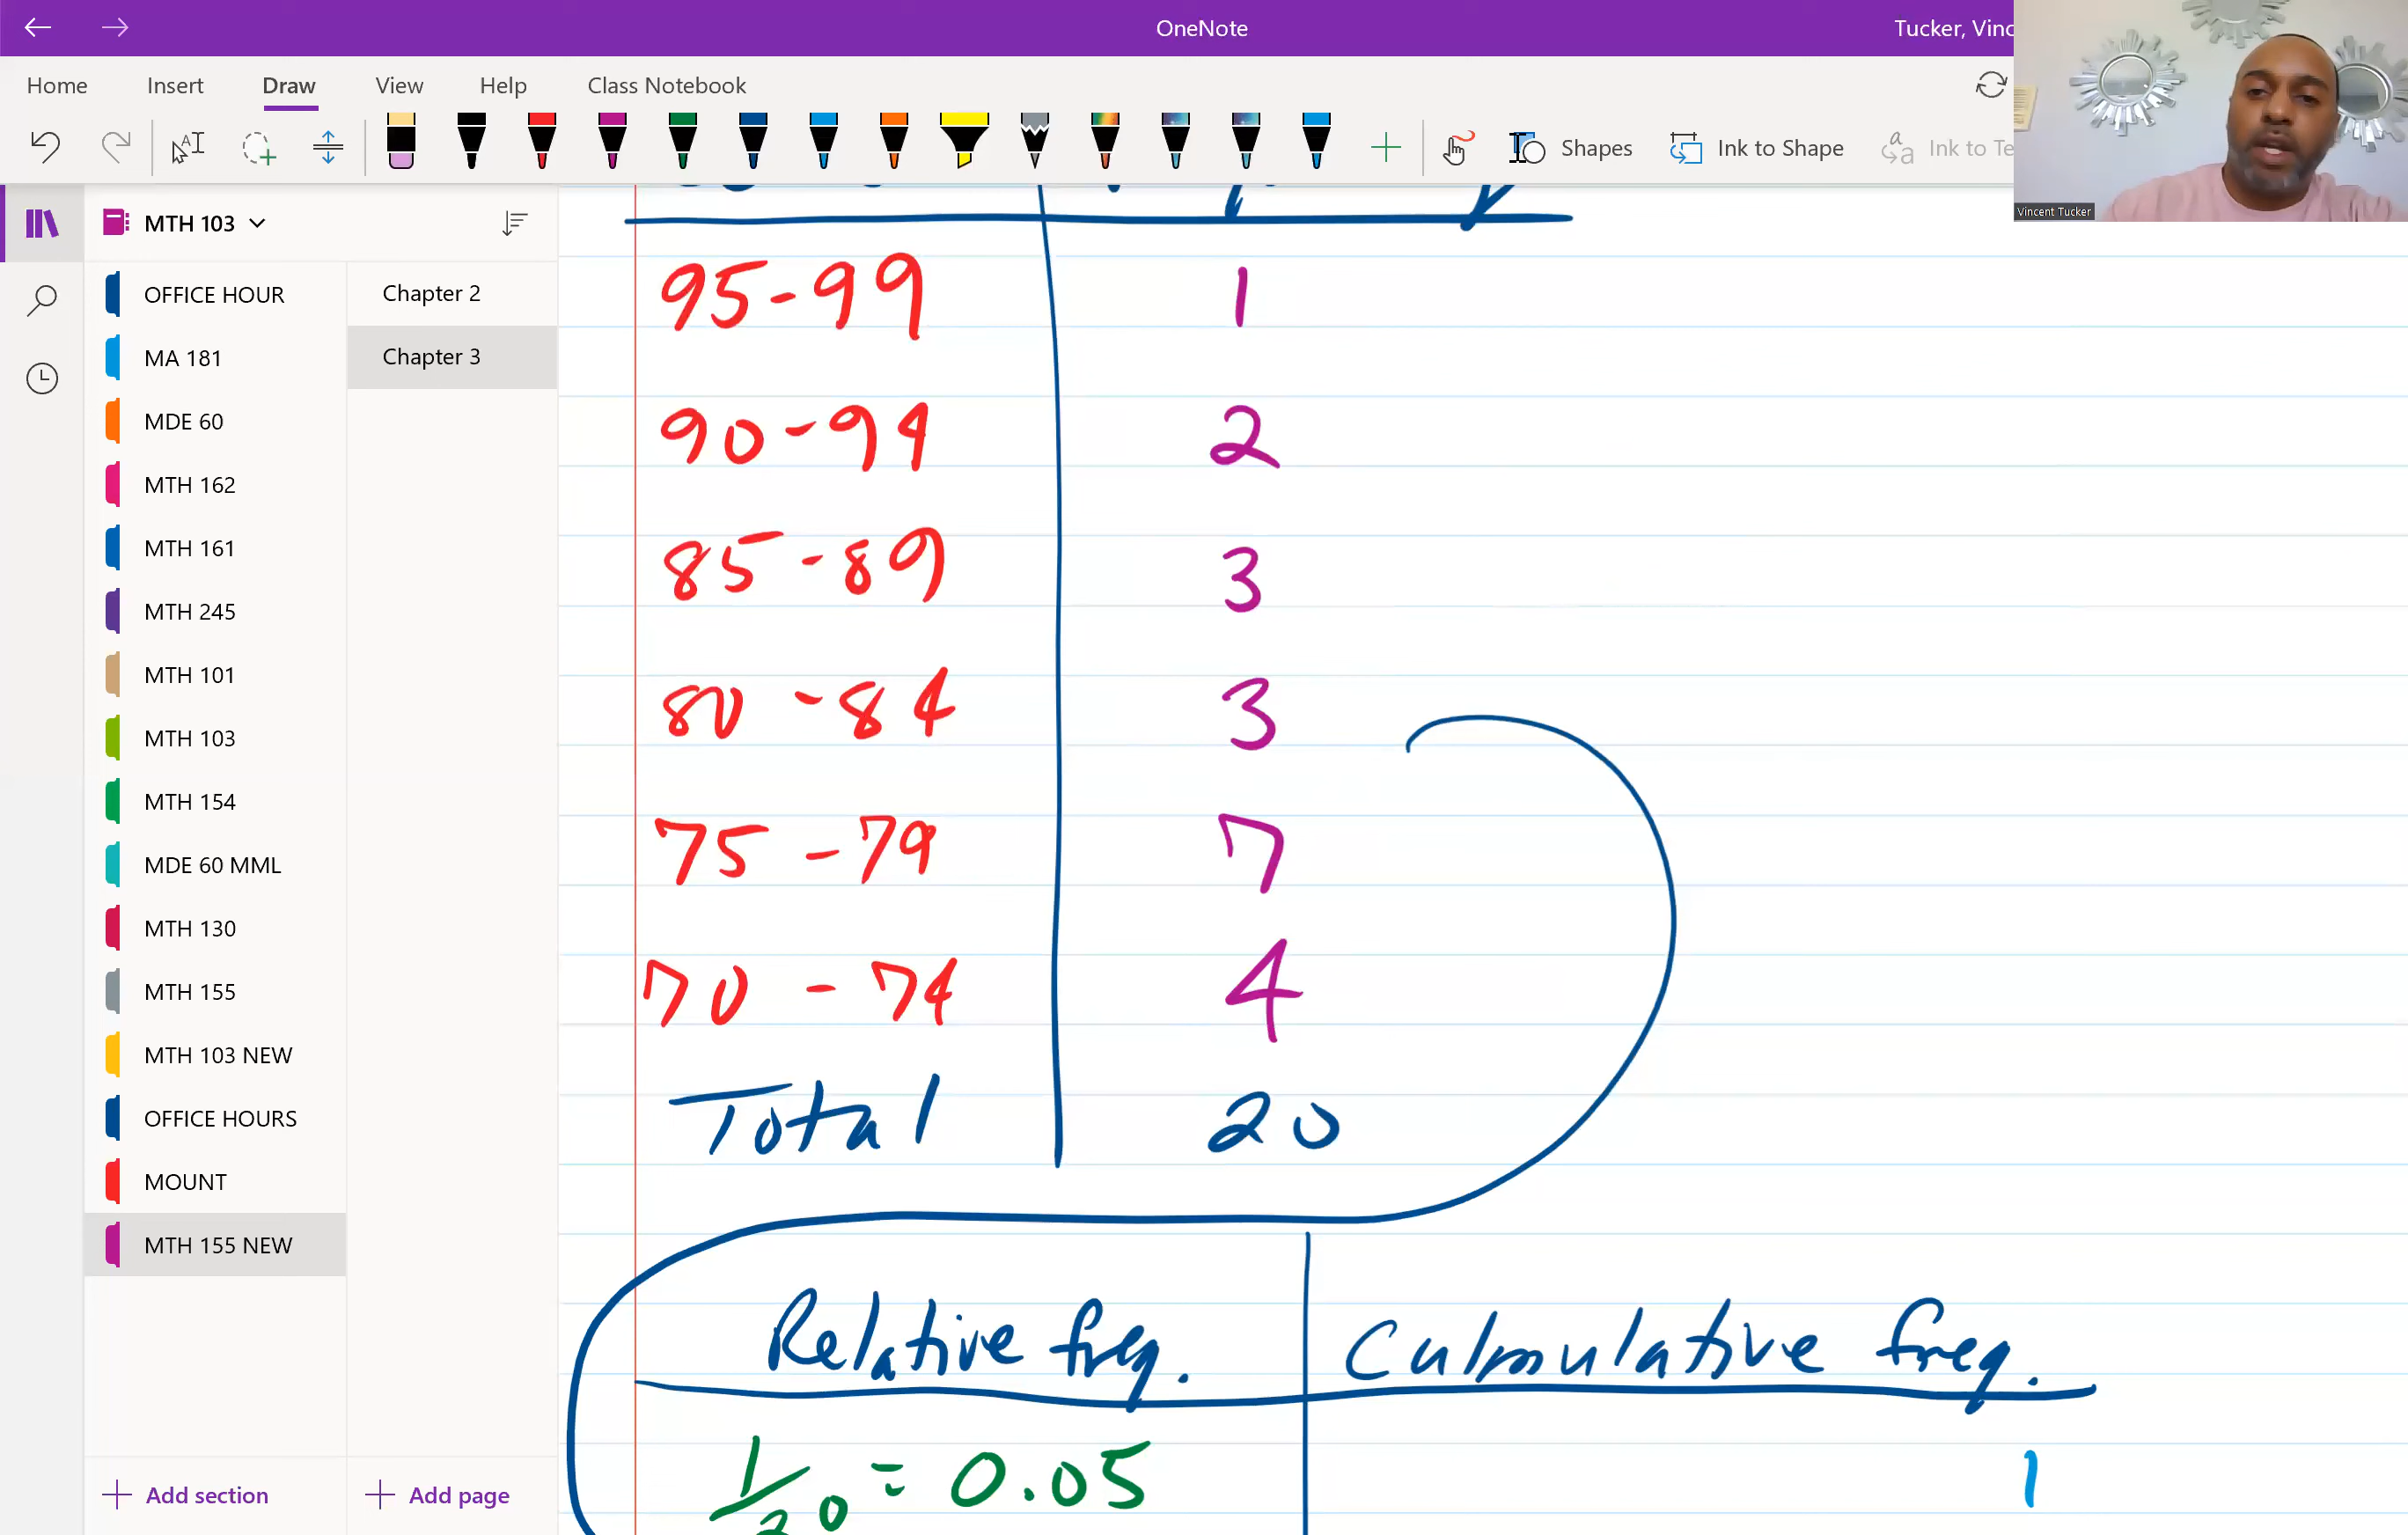 OneNote
Tucker, Vinc
Home Insert Draw View Help Class Notebook
Shapes Ink to Shape Ink to Te
Vincent Tucker
MTH 103
OFFICE HOUR
MA 181
MDE 60
MTH 162
MTH 161
MTH 245
MTH 101
MTH 103
MTH 154
MDE 60 MML
MTH 130
MTH 155
MTH 103 NEW
OFFICE HOURS
MOUNT
MTH 155 NEW
Add section
Chapter 2
Chapter 3
Add page
95-99 1
90-94 2
85-89 3
80-84 3
75-79 7
70-74 4
Total 20
Relative freq. Culmulative freq.
1/20 = 0.05 1